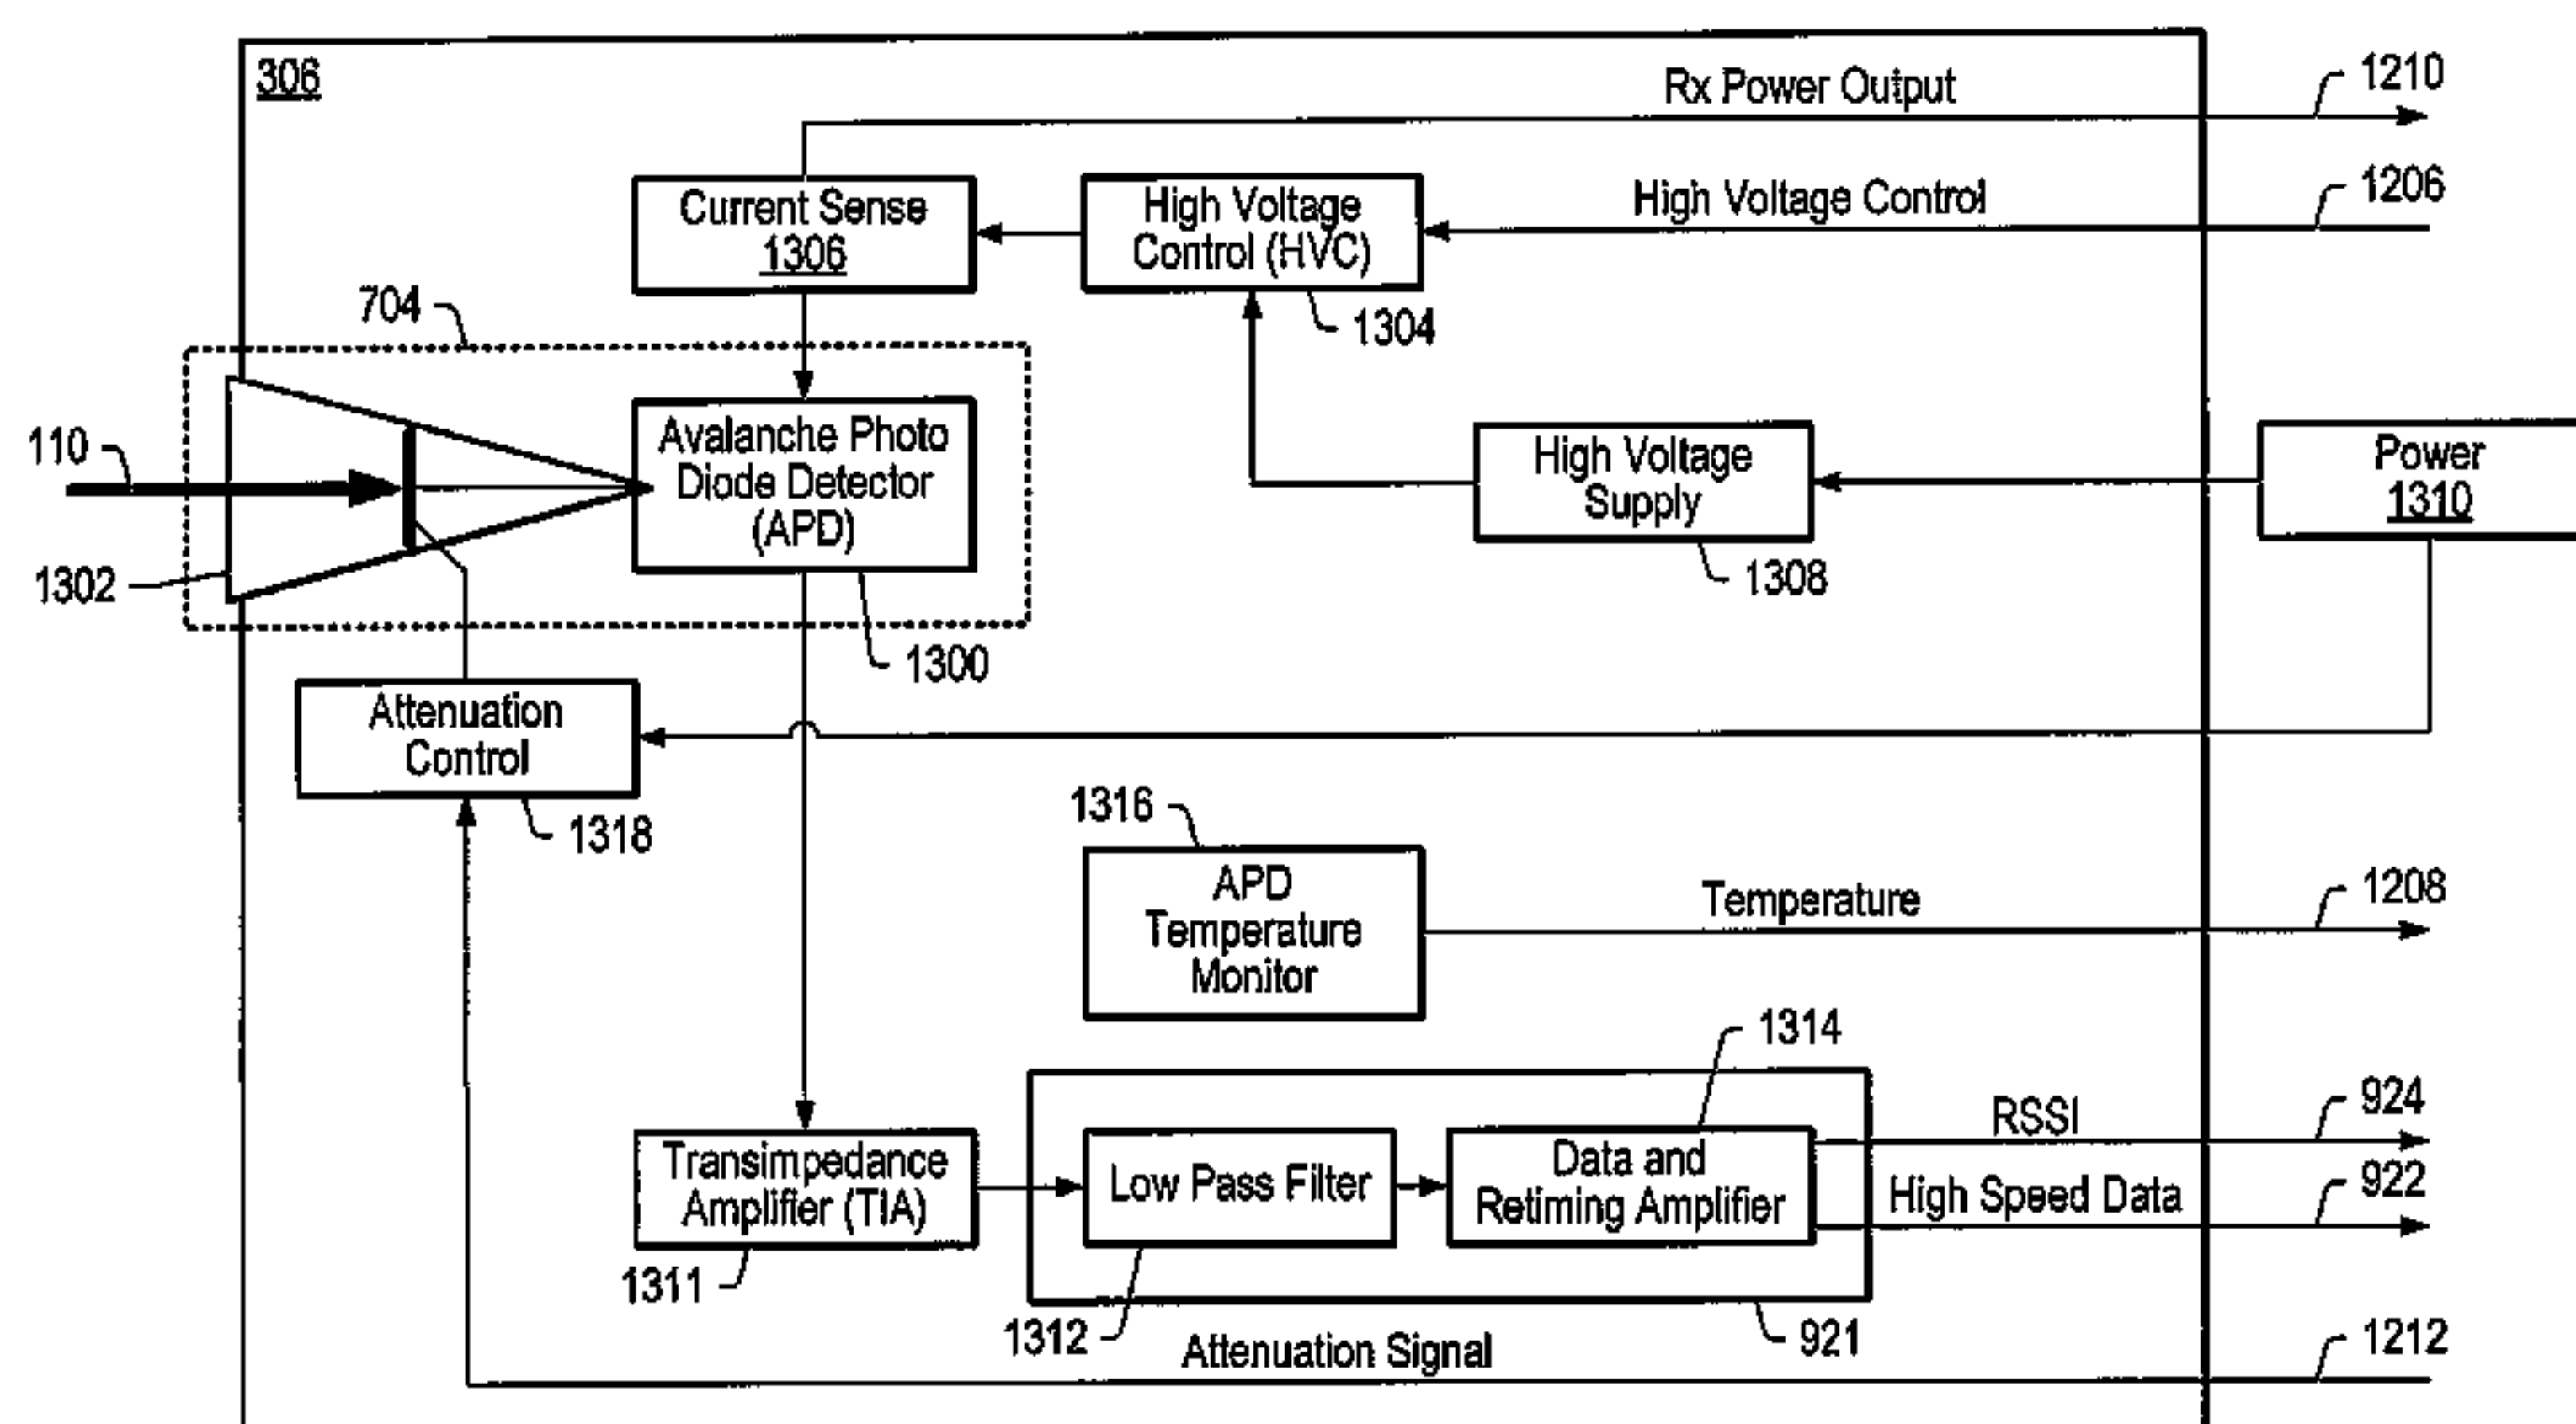 306
Rx Power Output
1210
Current Sense
1306
High Voltage
Control (HVC)
High Voltage Control
1206
704
1304
110
Avalanche Photo
Diode Detector
(APD)
High Voltage
Supply
Power
1310
1302
1308
1300
Attenuation
Control
1318
1316
APD
Temperature
Monitor
Temperature
1208
1314
Transimpedance
Amplifier (TIA)
Low Pass Filter
Data and
Retiming Amplifier
RSSI
924
High Speed Data
922
1311
1312
921
Attenuation Signal
1212